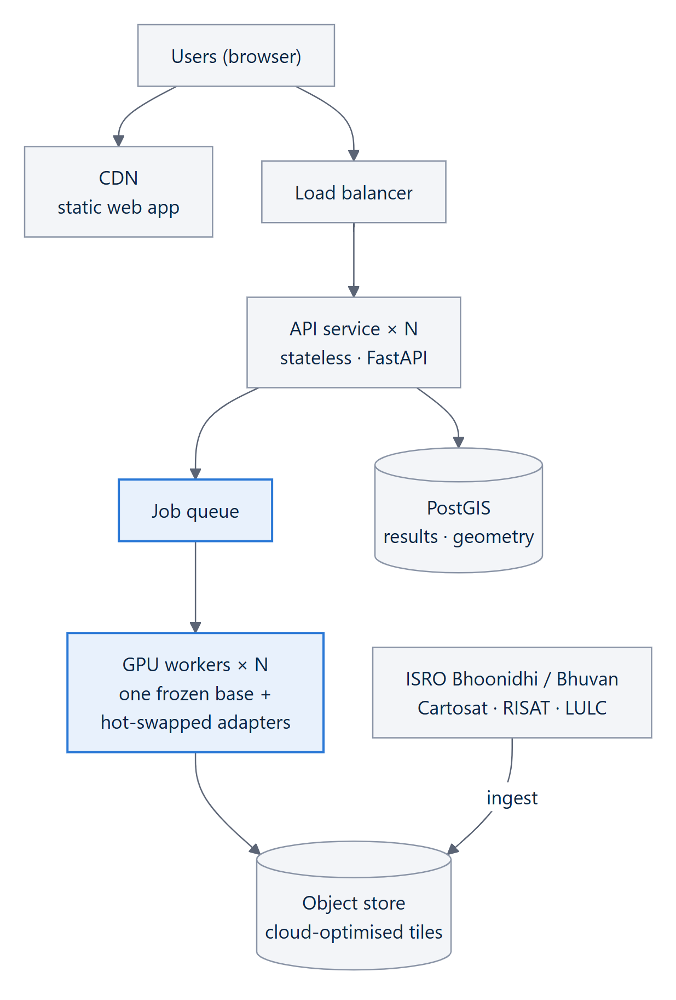 Users (browser)
CDN
static web app
Load balancer
API service × N
stateless · FastAPI
Job queue
PostGIS
results · geometry
GPU workers × N
one frozen base +
hot-swapped adapters
ISRO Bhoonidhi / Bhuvan
Cartosat · RISAT · LULC
ingest
Object store
cloud-optimised tiles